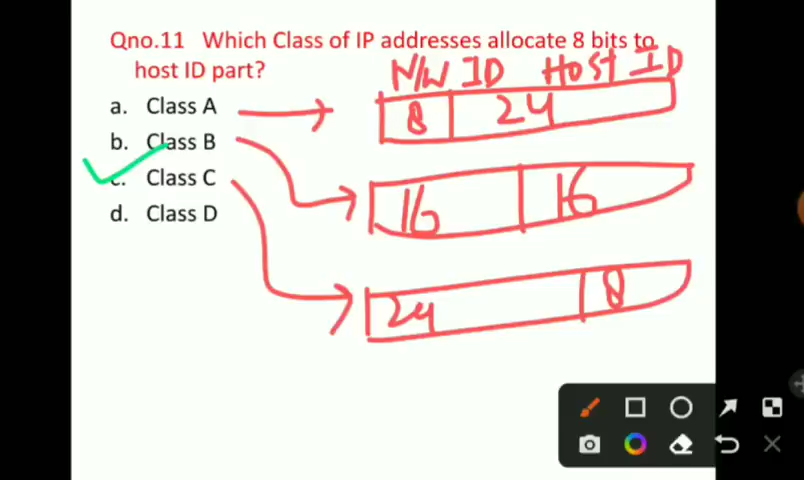 Qno.11 Which Class of IP addresses allocate 8 bits to
host ID part?
N/W ID Host ID
a. Class A
8 24
b. Class B
c. Class C
16 16
d. Class D
24 8